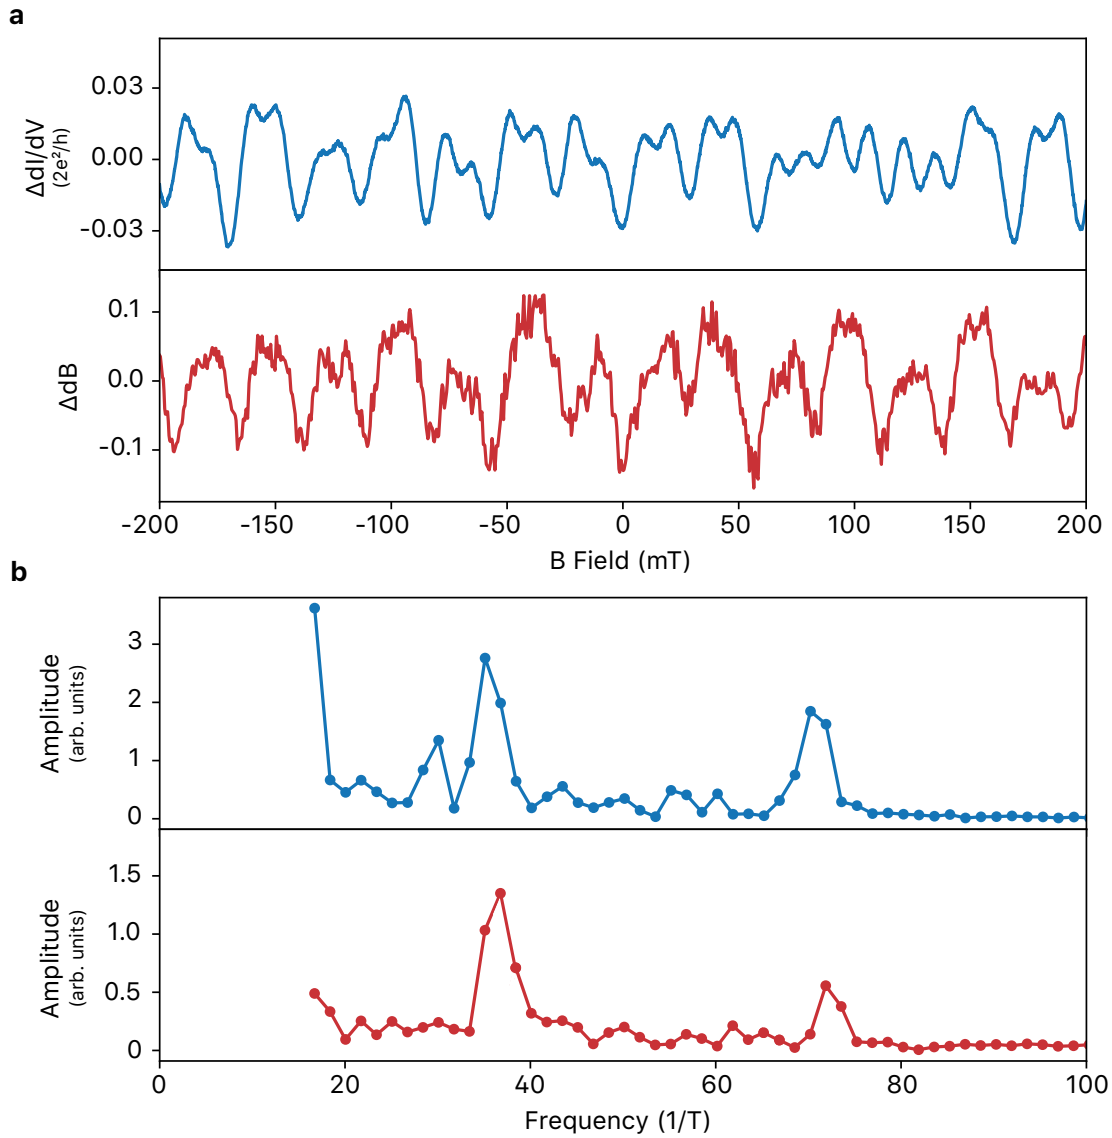 a
0.03
0.00
-0.03
ΔdI/dV
(2e²/h)
0.1
0.0
-0.1
ΔdB
-200 -150 -100 -50 0 50 100 150 200
B Field (mT)
b
3
2
1
0
Amplitude
(arb. units)
1.5
1.0
0.5
0
Amplitude
(arb. units)
0 20 40 60 80 100
Frequency (1/T)